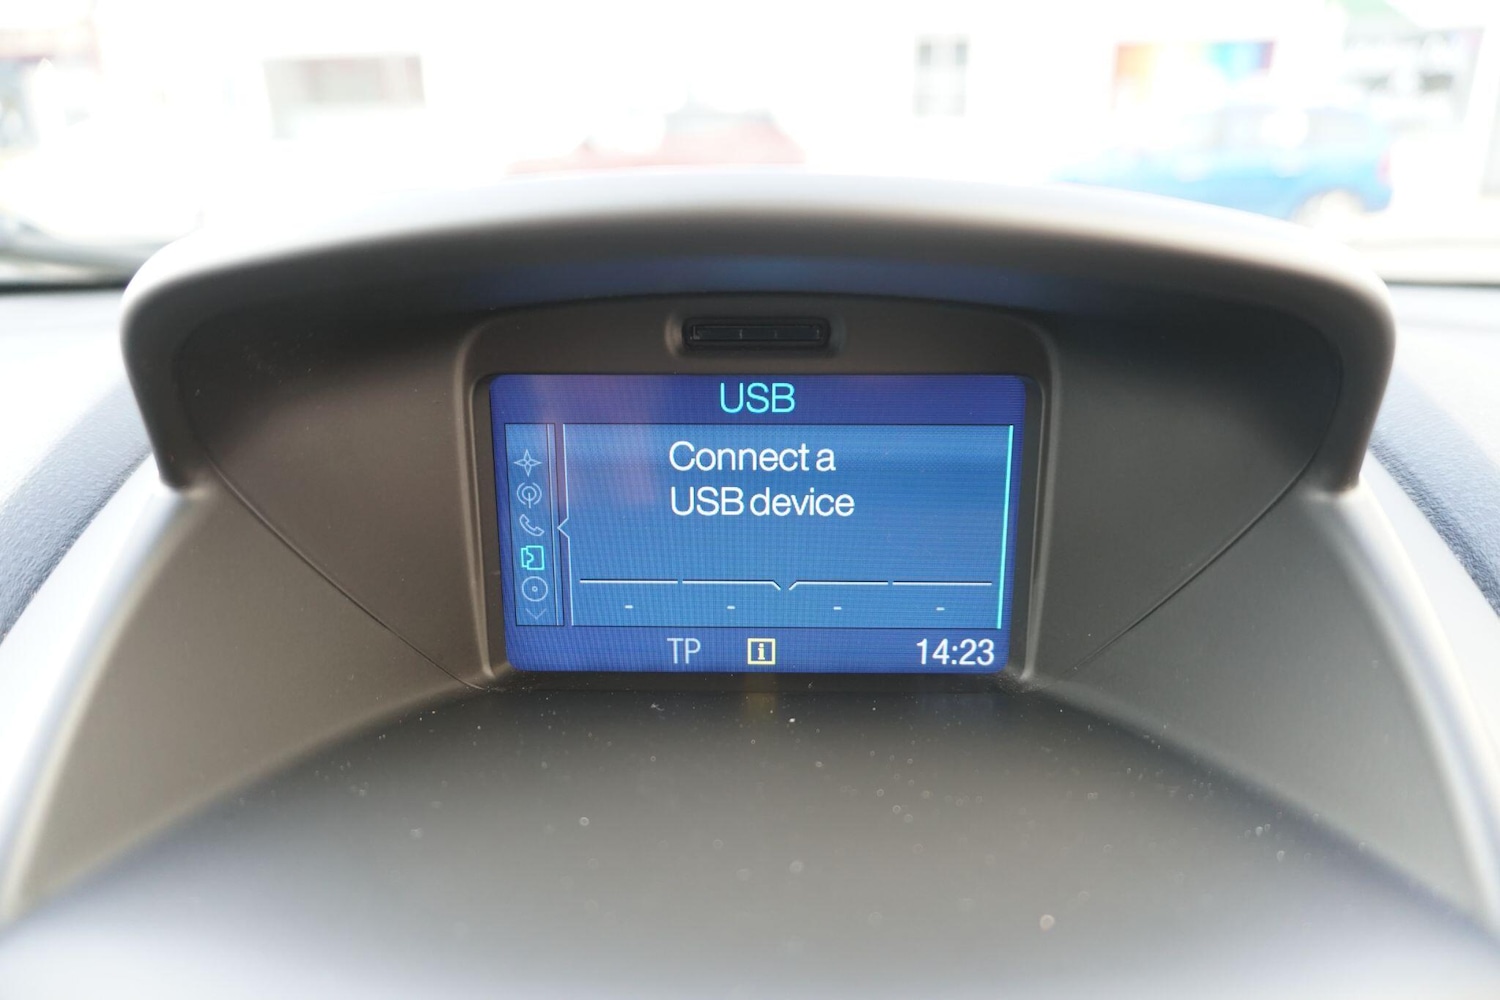 USB
Connect a
USB device
- - - -
TP i 14:23